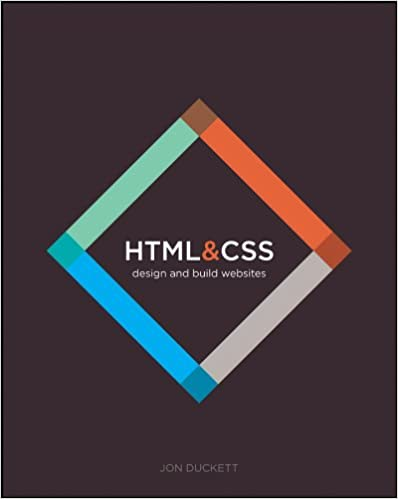 HTML&CSS
design and build websites
JON DUCKETT